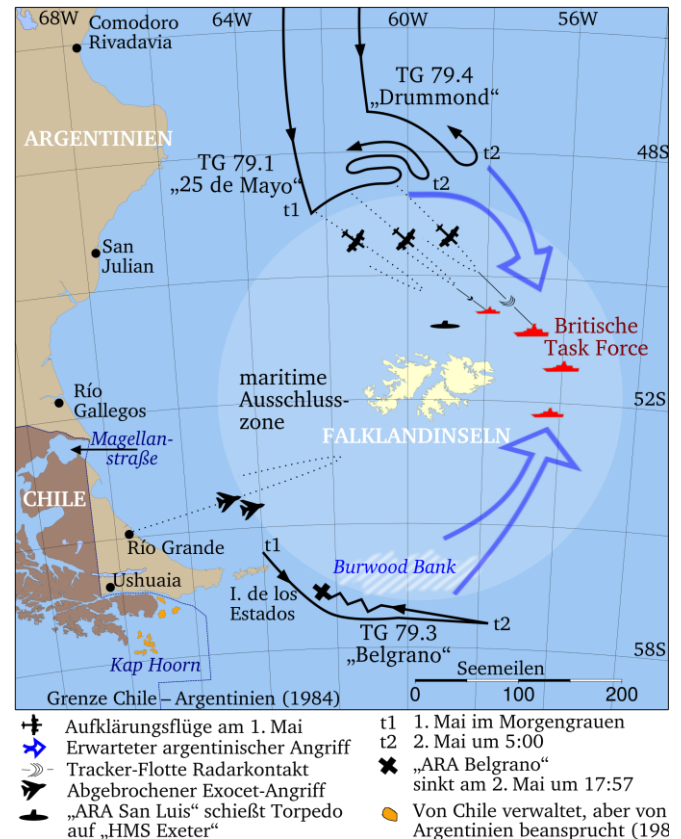 68W
64W
60W
56W
Comodoro
Rivadavia
TG 79.4
„Drummond“
ARGENTINIEN
48S
TG 79.1
„25 de Mayo“
t2
t2
t1
San
Julian
Britische
Task Force
maritime
Ausschluss-
zone
Río
Gallegos
52S
FALKLANDINSELN
Magellan-
straße
CHILE
Río Grande
t1
Ushuaia
I. de los
Estados
Burwood Bank
TG 79.3
„Belgrano“
t2
58S
Kap Hoorn
Seemeilen
0 100 200
Grenze Chile – Argentinien (1984)
Aufklärungsflüge am 1. Mai
Erwarteter argentinischer Angriff
Tracker-Flotte Radarkontakt
Abgebrochener Exocet-Angriff
„ARA San Luis“ schießt Torpedo
auf „HMS Exeter“
t1 1. Mai im Morgengrauen
t2 2. Mai um 5:00
„ARA Belgrano“
sinkt am 2. Mai um 17:57
Von Chile verwaltet, aber von
Argentinien beansprucht (198